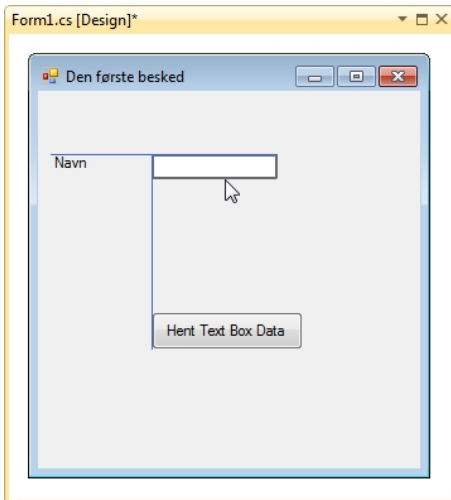 Form1.cs [Design]*
Den første besked
Navn
Hent Text Box Data